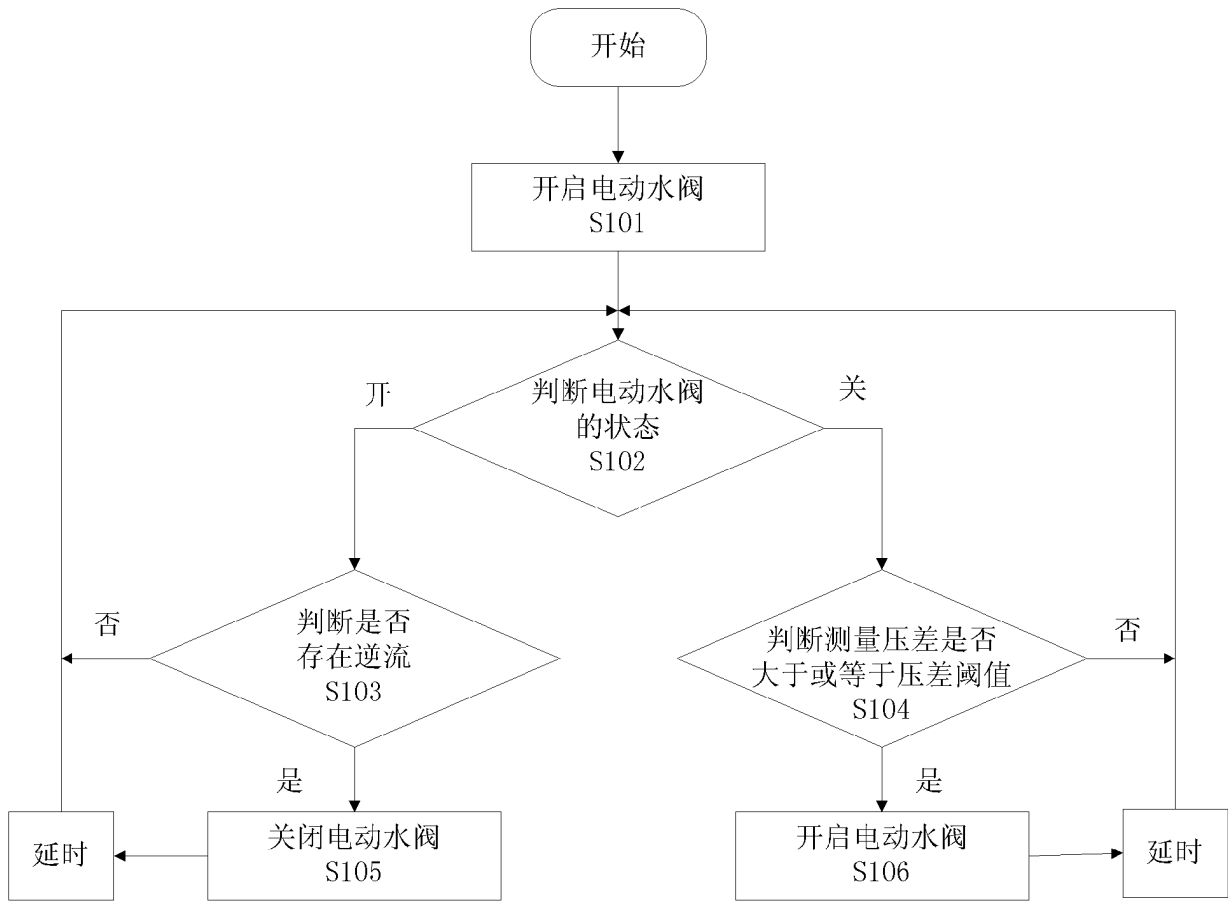 开始
开启电动水阀
S101
开
关
判断电动水阀
的状态
S102
否
判断是否
存在逆流
S103
判断测量压差是否
大于或等于压差阈值
S104
否
是
是
延时
关闭电动水阀
S105
开启电动水阀
S106
延时